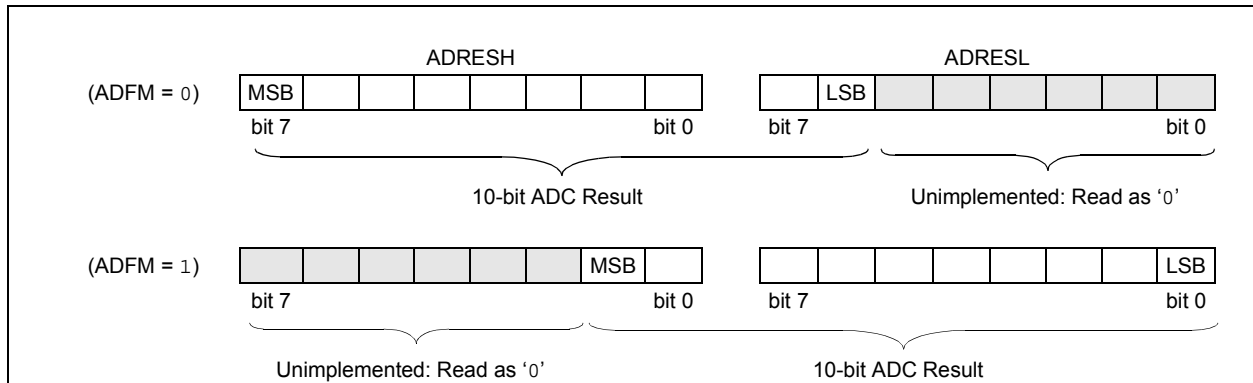 ADRESH ADRESL
(ADFM = 0) MSB LSB
bit 7 bit 0 bit 7 bit 0
10-bit ADC Result Unimplemented: Read as ‘0’
(ADFM = 1) MSB LSB
bit 7 bit 0 bit 7 bit 0
Unimplemented: Read as ‘0’ 10-bit ADC Result